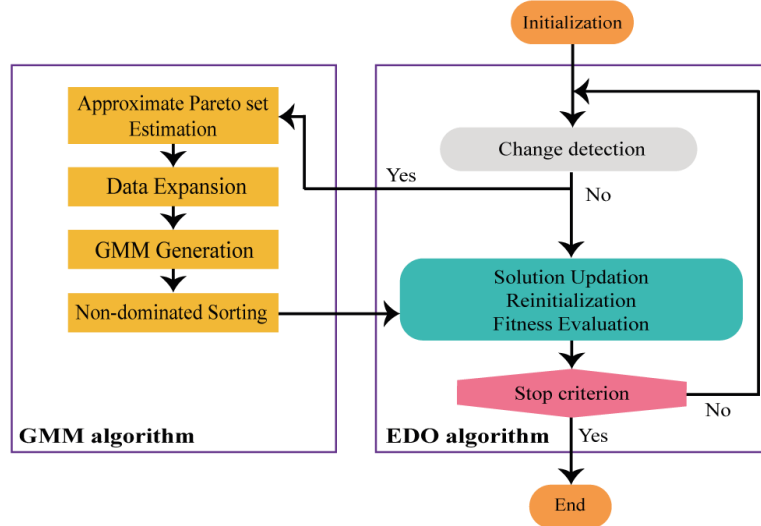 Initialization
Approximate Pareto set
Estimation
Data Expansion
GMM Generation
Non-dominated Sorting
GMM algorithm
Change detection
Yes
No
Solution Updation
Reinitialization
Fitness Evaluation
Stop criterion
No
EDO algorithm
Yes
End